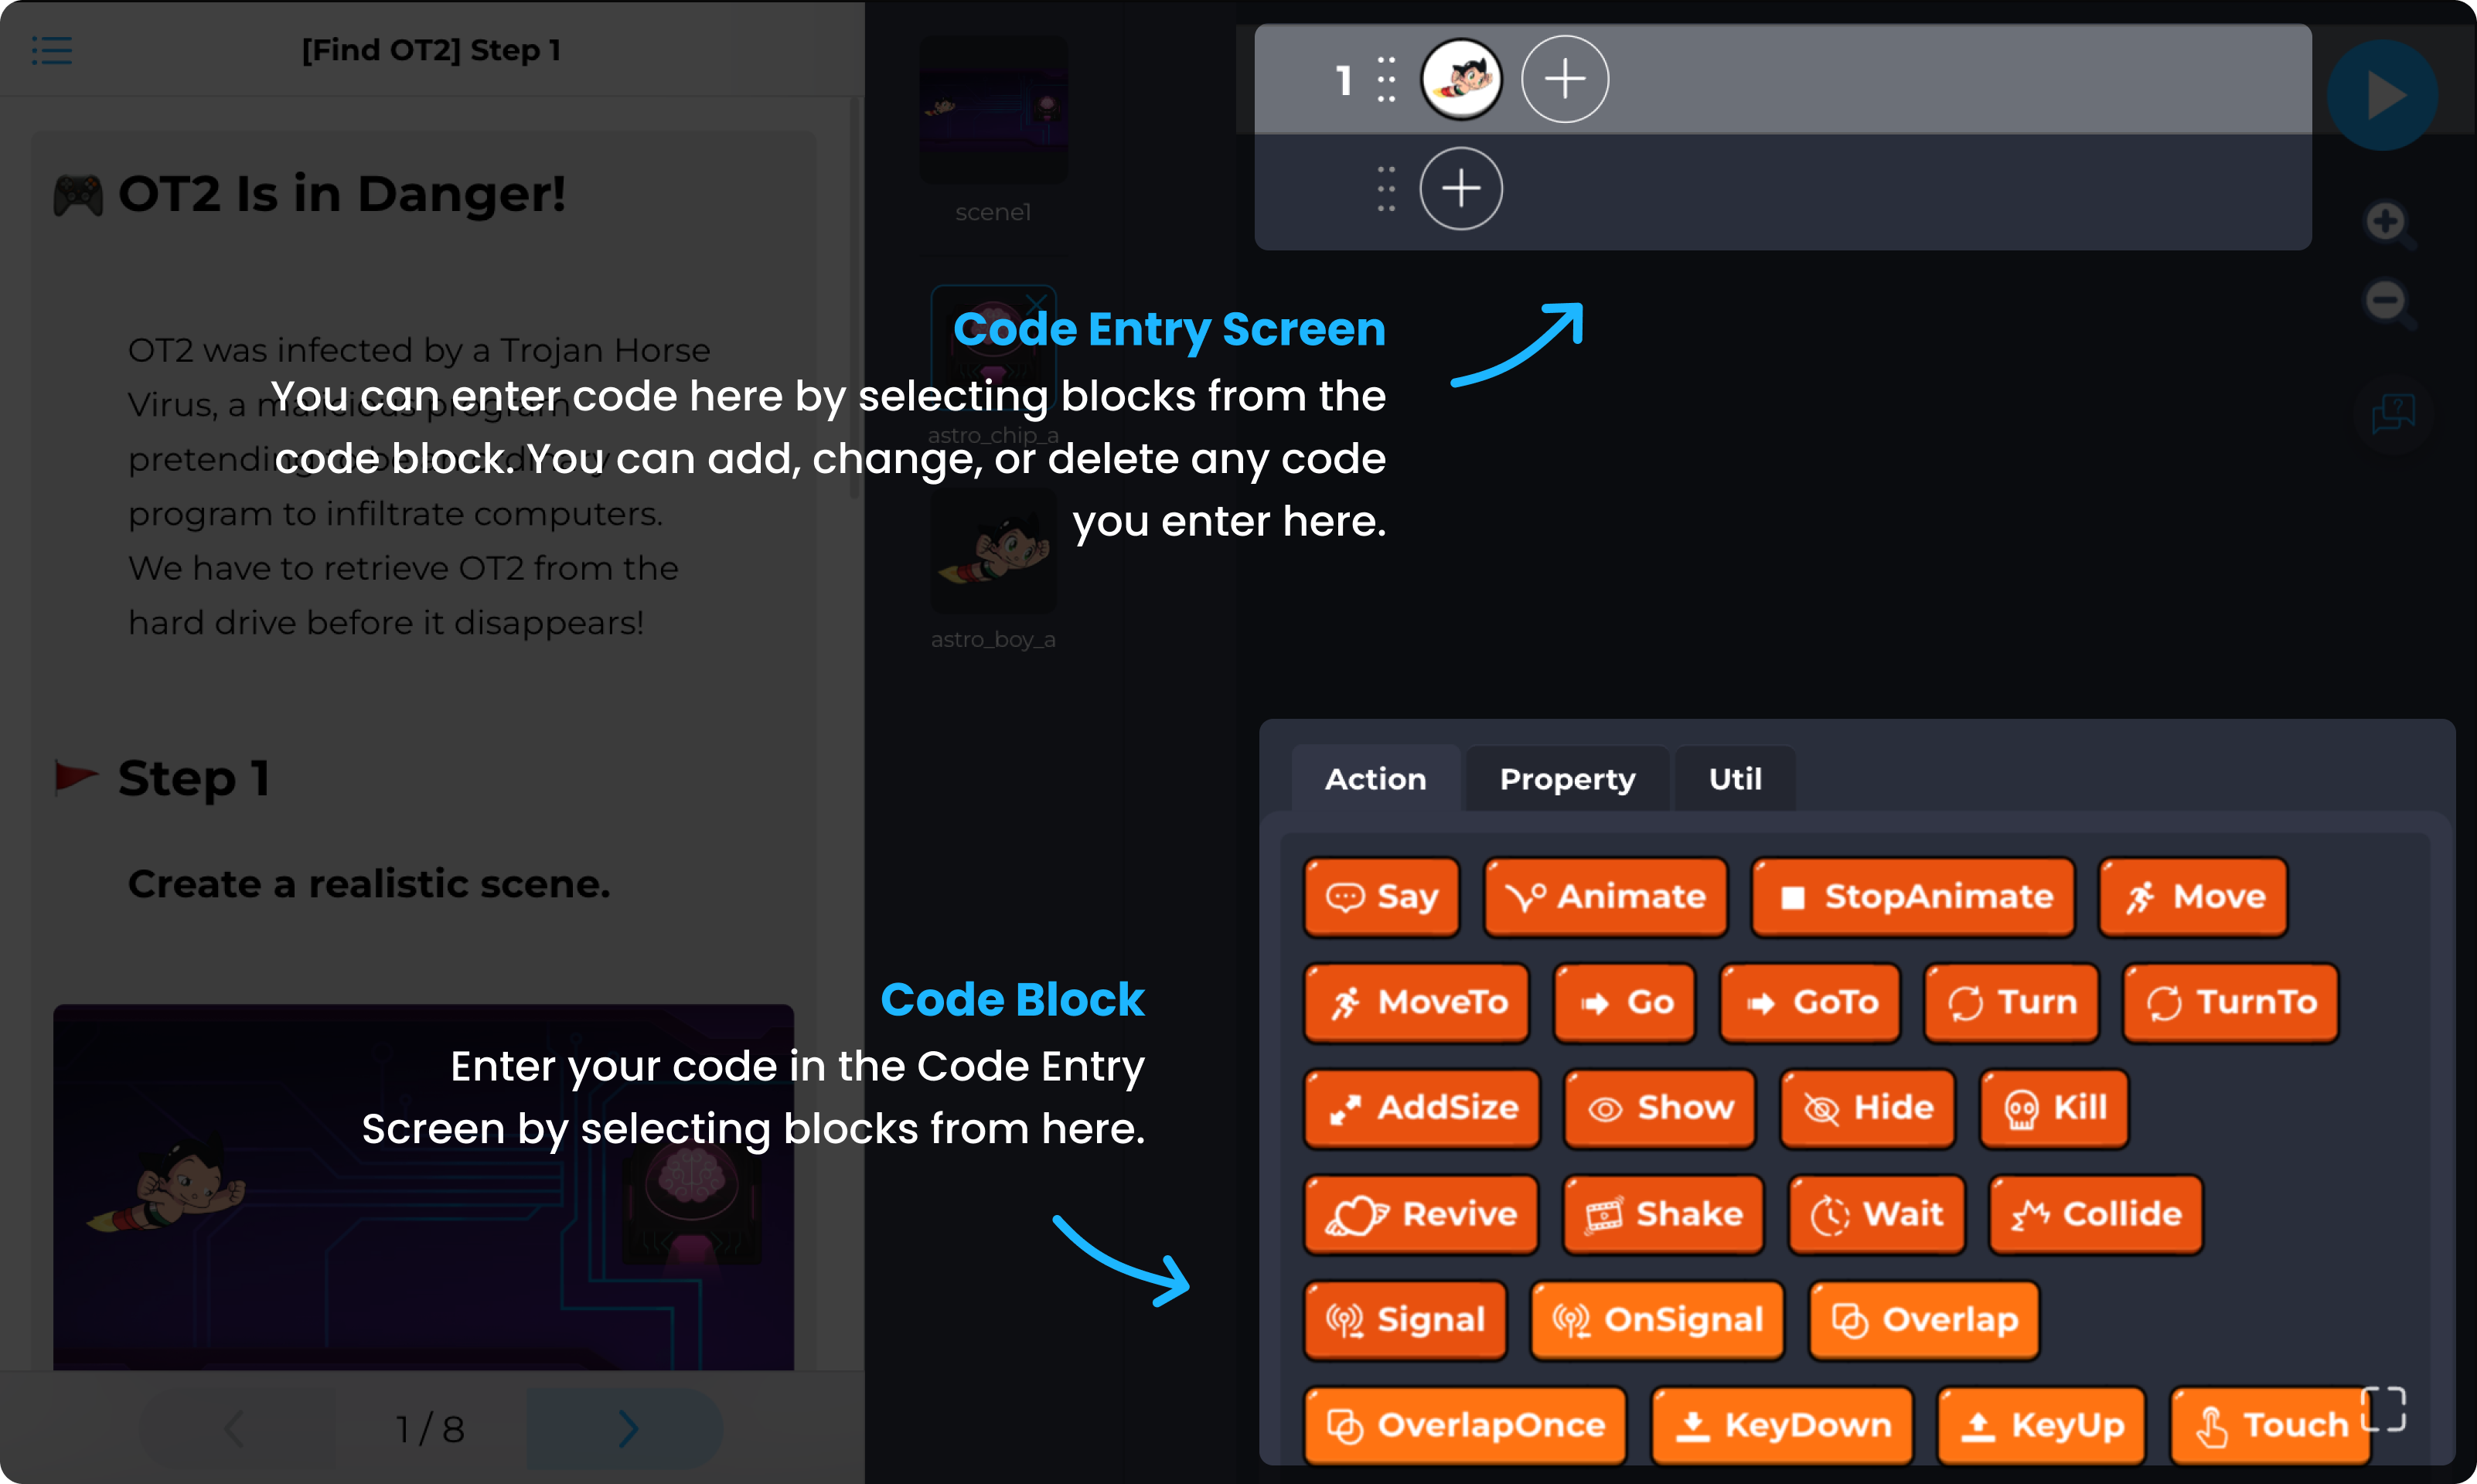 [Find OT2] Step 1
OT2 Is in Danger!
OT2 was infected by a Trojan Horse
Virus, a malicious program
pretending to be an ordinary
program to infiltrate computers.
We have to retrieve OT2 from the
hard drive before it disappears!
Step 1
Create a realistic scene.
1 / 8
scene1
astro_chip_a
astro_boy_a
1
Code Entry Screen
You can enter code here by selecting blocks from the
code block. You can add, change, or delete any code
you enter here.
Code Block
Enter your code in the Code Entry
Screen by selecting blocks from here.
Action Property Util
Say Animate StopAnimate Move
MoveTo Go GoTo Turn TurnTo
AddSize Show Hide Kill
Revive Shake Wait Collide
Signal OnSignal Overlap
OverlapOnce KeyDown KeyUp Touch